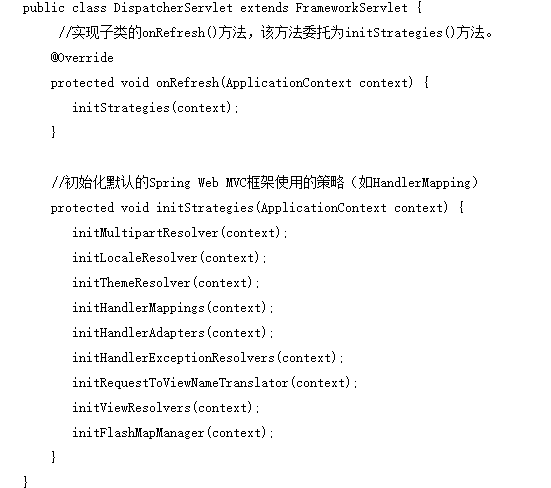 public class DispatcherServlet extends FrameworkServlet {
//实现子类的onRefresh()方法，该方法委托为initStrategies()方法。
@Override
protected void onRefresh(ApplicationContext context) {
initStrategies(context);
}
//初始化默认的Spring Web MVC框架使用的策略（如HandlerMapping）
protected void initStrategies(ApplicationContext context) {
initMultipartResolver(context);
initLocaleResolver(context);
initThemeResolver(context);
initHandlerMappings(context);
initHandlerAdapters(context);
initHandlerExceptionResolvers(context);
initRequestToViewNameTranslator(context);
initViewResolvers(context);
initFlashMapManager(context);
}
}